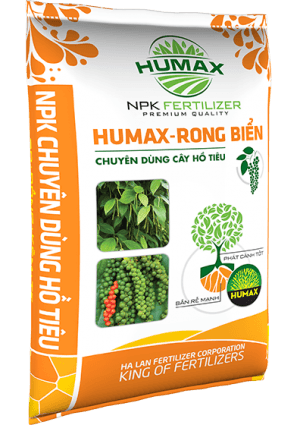 HUMAX
NPK FERTILIZER
PREMIUM QUALITY
HUMAX-RONG BIỂN
CHUYÊN DÙNG CÂY HỒ TIÊU
NPK CHUYÊN DÙNG HỒ TIÊU
PHÁT CÀNH TỐT
BẮN RỄ MẠNH
HUMAX
HA LAN FERTILIZER CORPORATION
KING OF FERTILIZERS